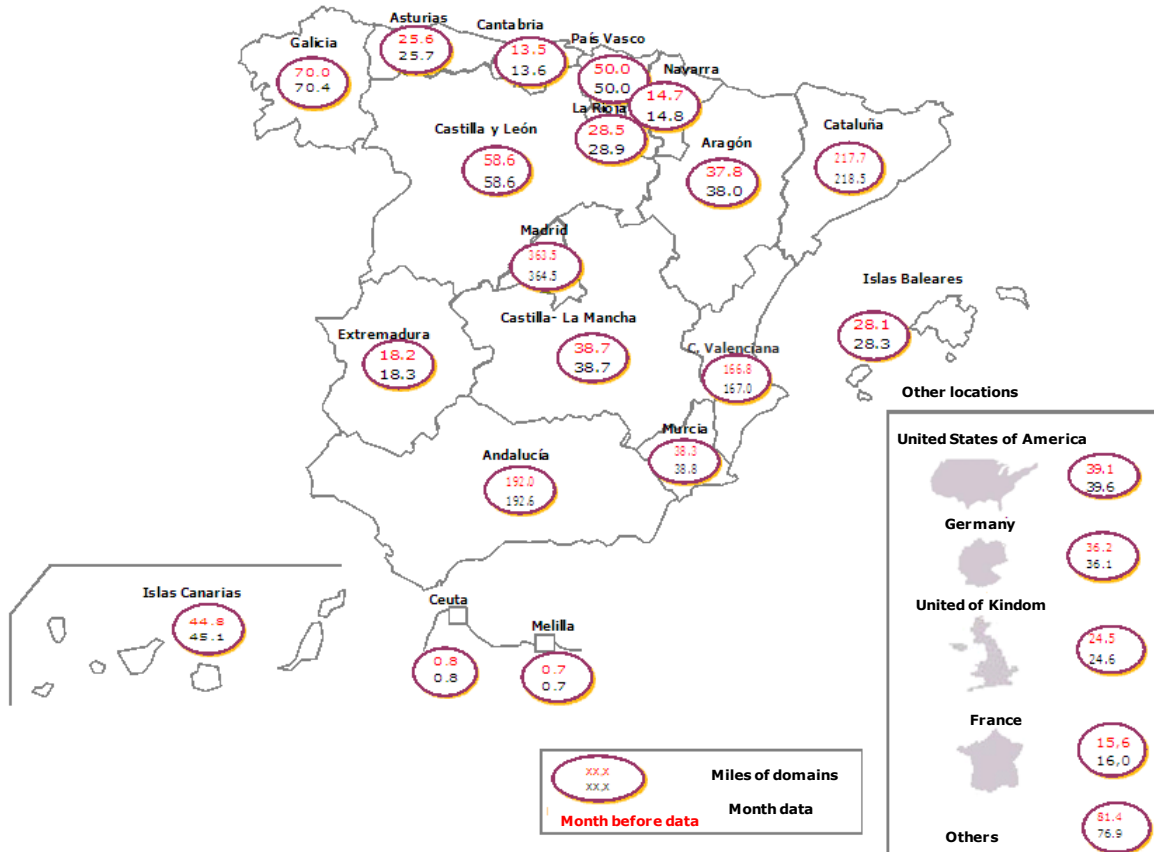 Asturias
25.6
25.7
Cantabria
13.5
13.6
País Vasco
50.0
50.0
Galicia
70.0
70.4
Navarra
14.7
14.8
La Rioja
28.5
28.9
Castilla y León
58.6
58.6
Aragón
37.8
38.0
Cataluña
217.7
218.5
Madrid
363.5
364.5
Islas Baleares
28.1
28.3
Extremadura
18.2
18.3
Castilla- La Mancha
38.7
38.7
C. Valenciana
166.8
167.0
Murcia
38.3
38.8
Andalucía
192.0
192.6
Islas Canarias
44.8
45.1
Ceuta
0.8
0.8
Melilla
0.7
0.7
Other locations
United States of America
39.1
39.6
Germany
36.2
36.1
United of Kindom
24.5
24.6
France
15,6
16,0
Others
81.4
76.9
xx,x
xx,x
Miles of domains
Month data
Month before data